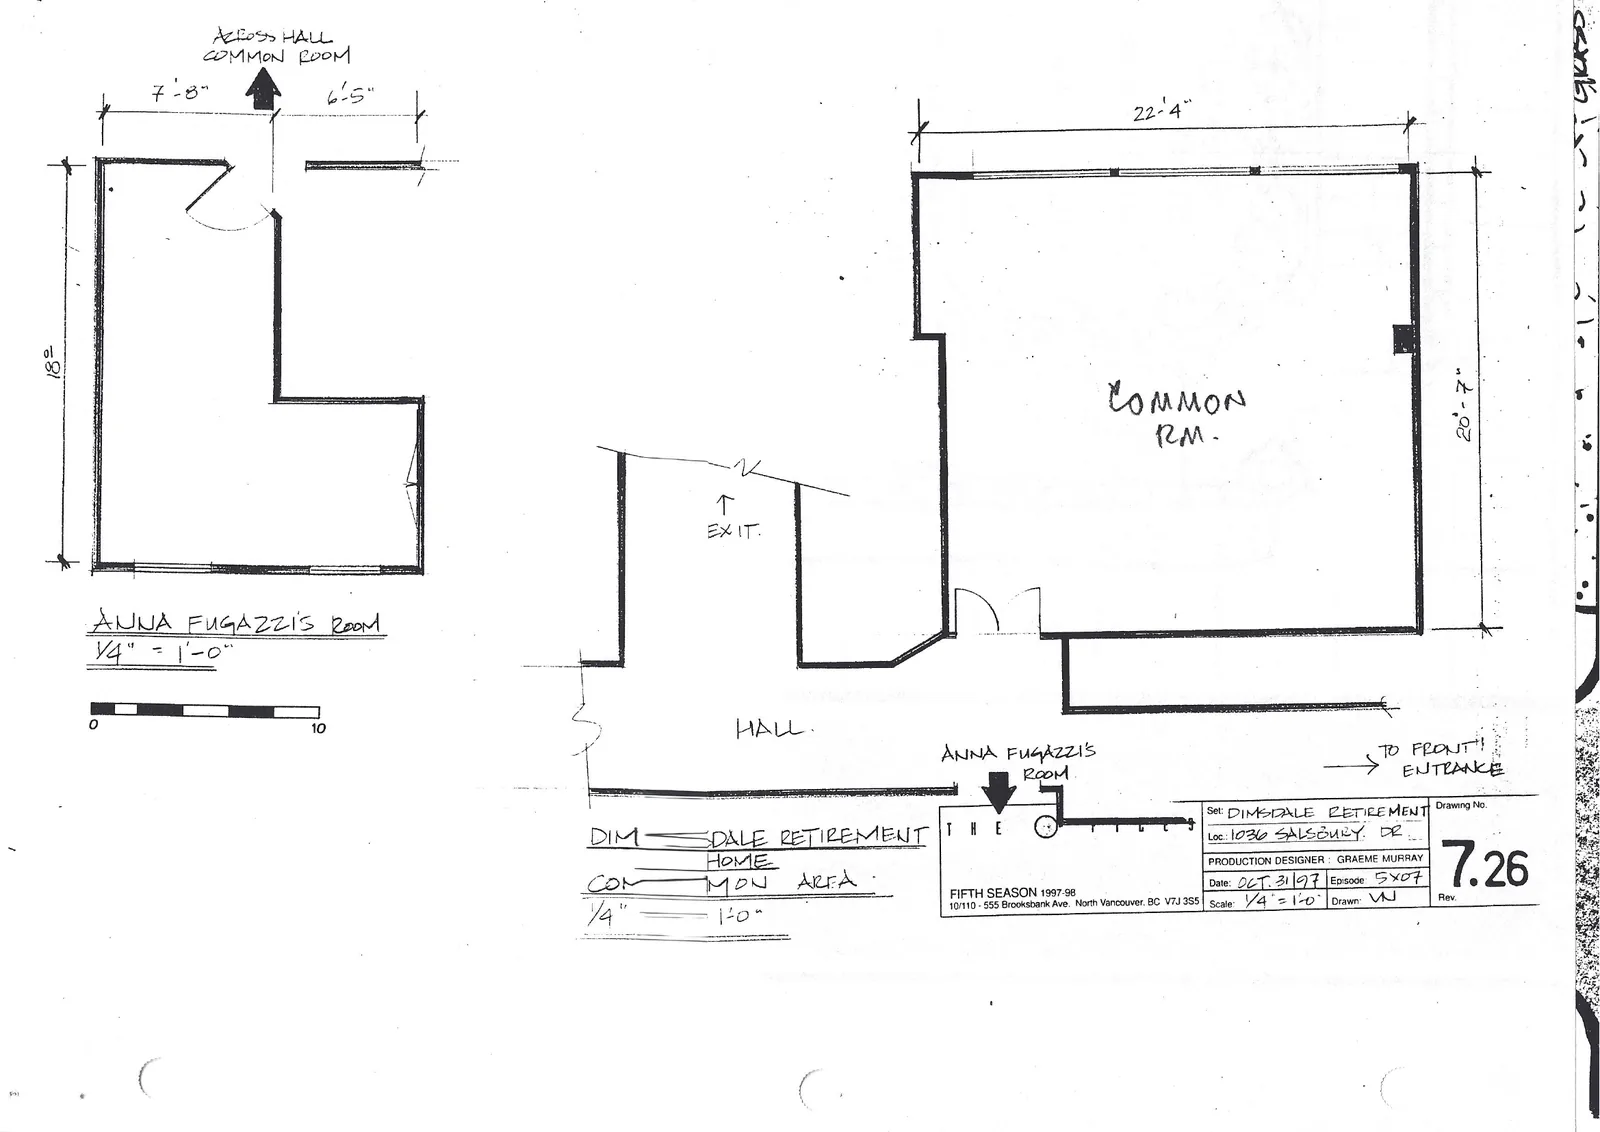 ACROSS HALL
COMMON ROOM
7'-8"
6'-5"
18'0"
ANNA FUGAZZI'S ROOM
1/4" = 1'-0"
0 10
22'-4"
20'-7"
COMMON
RM.
EXIT.
HALL.
ANNA FUGAZZI'S
ROOM
TO FRONT
ENTRANCE
DIMSDALE RETIREMENT
HOME
COMMON AREA.
1/4" = 1'-0"
THE FILES
FIFTH SEASON 1997-98
10/110 - 555 Brooksbank Ave. North Vancouver. BC V7J 3S5
Set: DIMSDALE RETIREMENT
Loc.: 1036 SALSBURY DR.
PRODUCTION DESIGNER : GRAEME MURRAY
Date: OCT. 31/97 Episode: 5X07
Scale: 1/4" = 1'-0" Drawn: VN
Drawing No.
7.26
Rev.